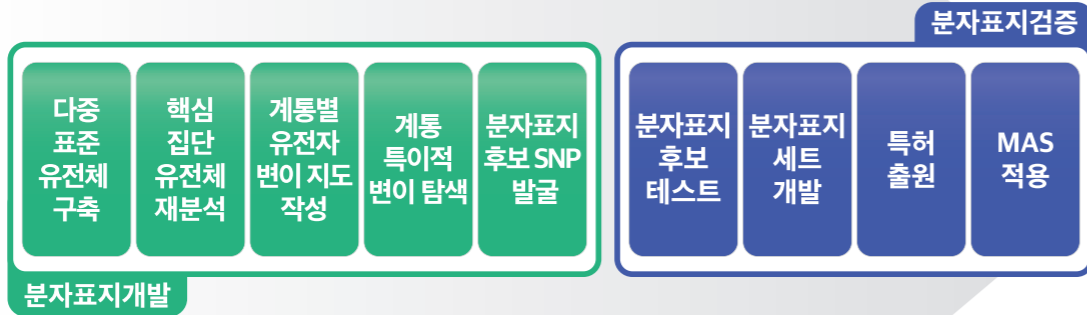 분자표지검증
다중
표준
유전체
구축
핵심
집단
유전체
재분석
계통별
유전자
변이 지도
작성
계통
특이적
변이 탐색
분자표지
후보 SNP
발굴
분자표지
후보
테스트
분자표지
세트
개발
특허
출원
MAS
적용
분자표지개발